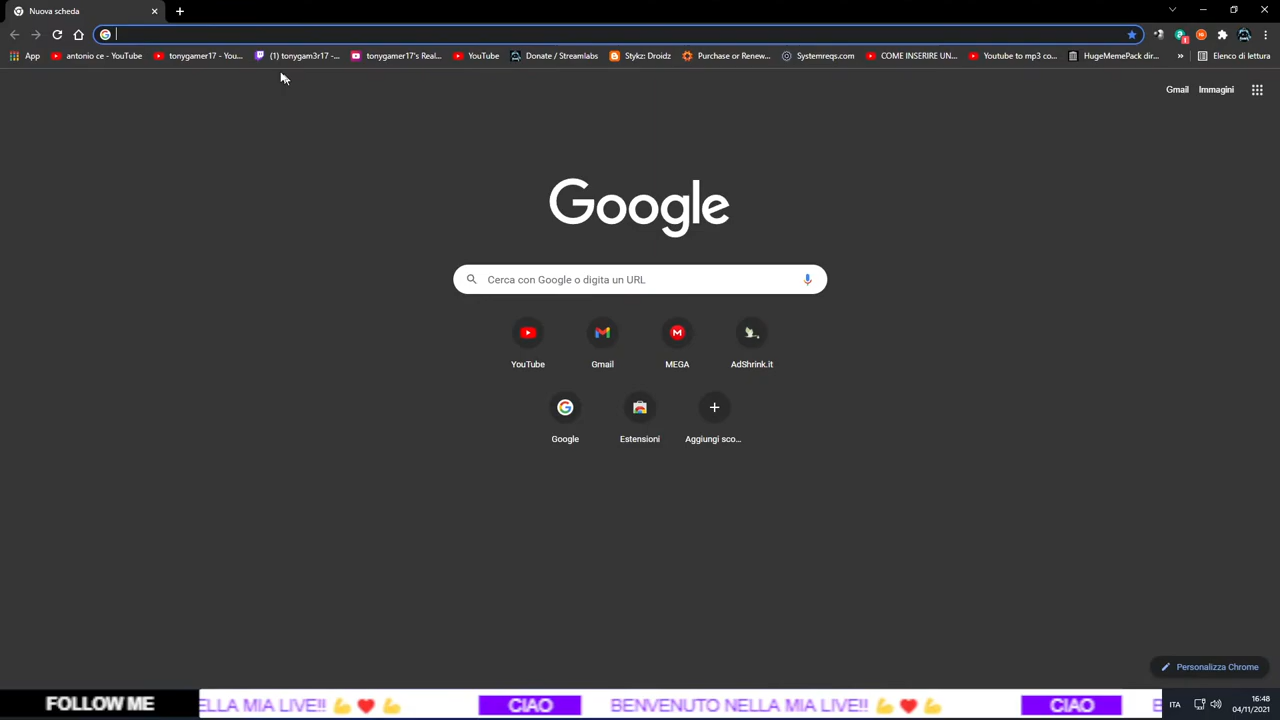 Nuova scheda
App
antonio ce - YouTube
tonygamer17 - You...
(1) tonygam3r17 -...
tonygamer17's Real...
YouTube
Donate / Streamlabs
Stykz: Droidz
Purchase or Renew...
Systemreqs.com
COME INSERIRE UN...
Youtube to mp3 co...
HugeMemePack dir...
»
Elenco di lettura
Gmail
Immagini
Google
Cerca con Google o digita un URL
YouTube
Gmail
MEGA
AdShrink.it
Google
Estensioni
Aggiungi sco...
Personalizza Chrome
FOLLOW ME
ELLA MIA LIVE!! 💪❤️💪
CIAO
BENVENUTO NELLA MIA LIVE!! 💪❤️💪
CIAO
ITA
16:48
04/11/2021